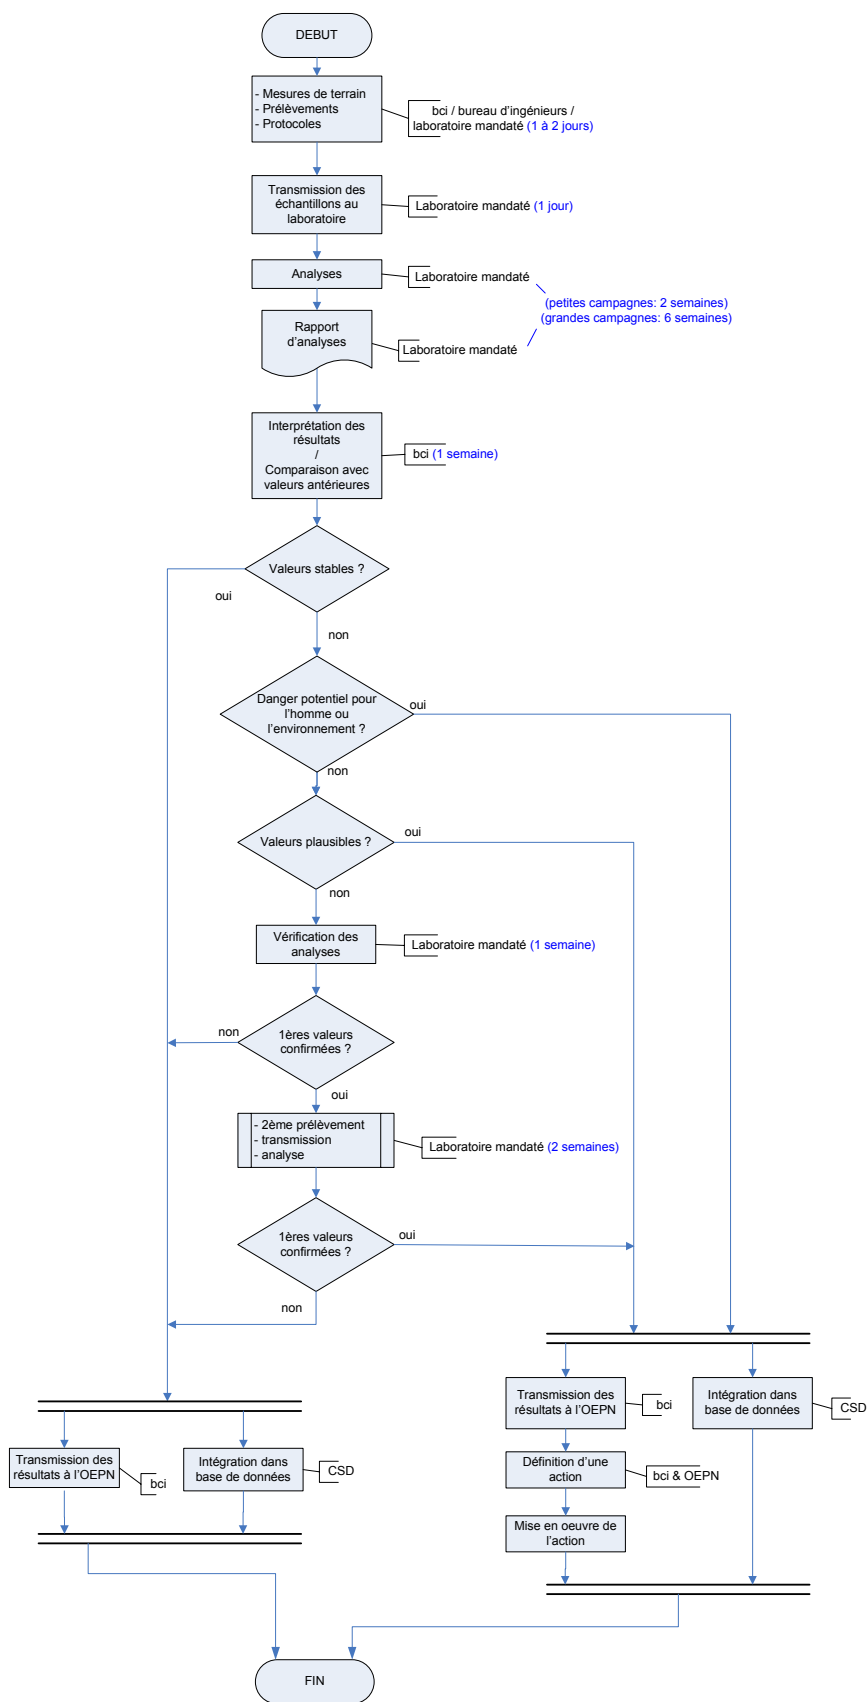 DEBUT
- Mesures de terrain
- Prélèvements
- Protocoles
bci / bureau d'ingénieurs /
laboratoire mandaté (1 à 2 jours)
Transmission des
échantillons au
laboratoire
Laboratoire mandaté (1 jour)
Analyses
Laboratoire mandaté
(petites campagnes: 2 semaines)
(grandes campagnes: 6 semaines)
Rapport
d'analyses
Laboratoire mandaté
Interprétation des
résultats
/
Comparaison avec
valeurs antérieures
bci (1 semaine)
Valeurs stables ?
oui
non
Danger potentiel pour
l'homme ou
l'environnement ?
oui
non
Valeurs plausibles ?
oui
non
Vérification des
analyses
Laboratoire mandaté (1 semaine)
1ères valeurs
confirmées ?
non
oui
- 2ème prélèvement
- transmission
- analyse
Laboratoire mandaté (2 semaines)
1ères valeurs
confirmées ?
oui
non
Transmission des
résultats à l'OEPN
bci
Intégration dans
base de données
CSD
Définition d'une
action
bci & OEPN
Mise en oeuvre de
l'action
Transmission des
résultats à l'OEPN
bci
Intégration dans
base de données
CSD
FIN